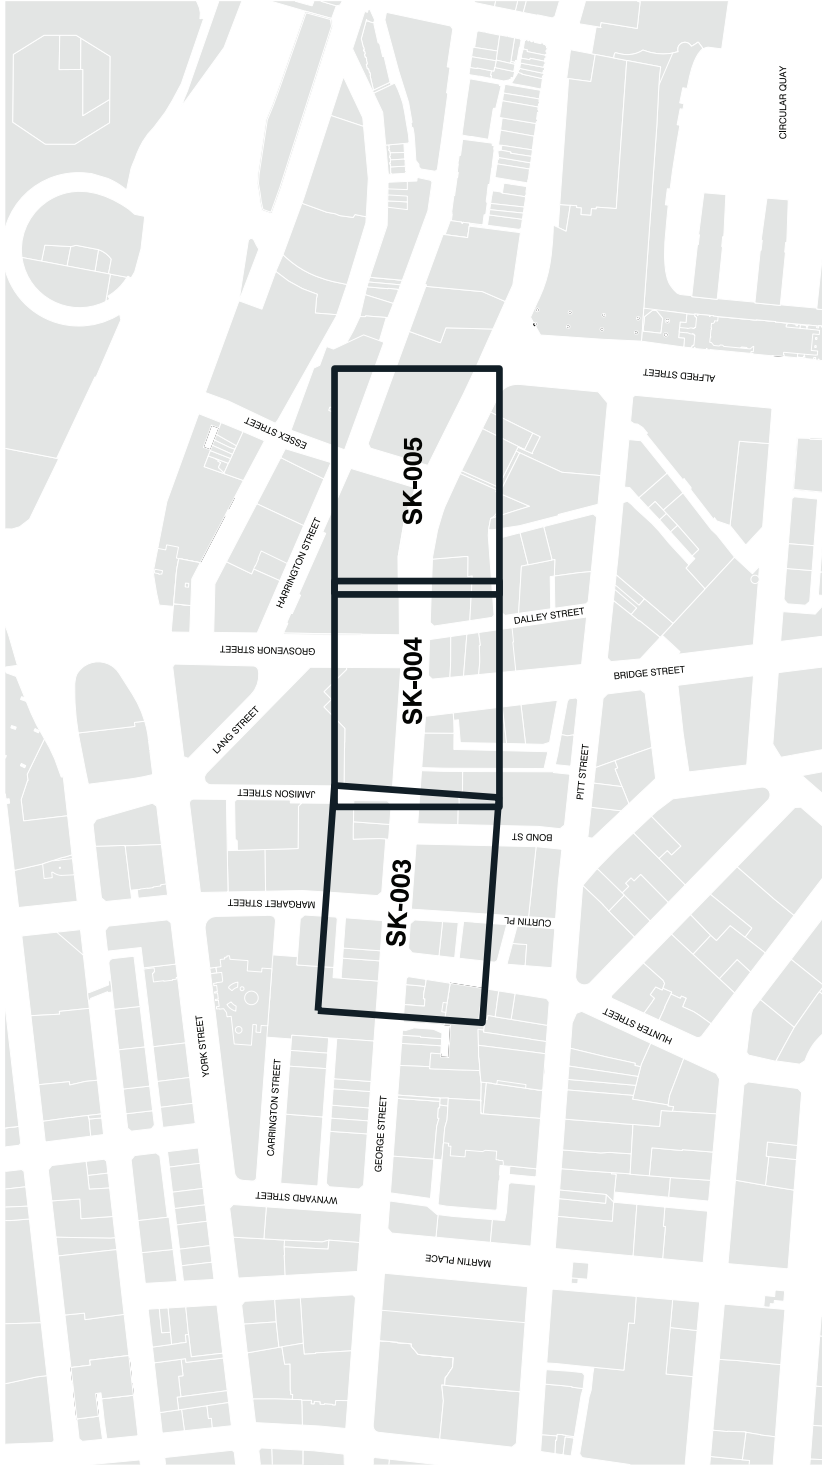 CIRCULAR QUAY
ALFRED STREET
ESSEX STREET
SK-005
HARRINGTON STREET
DALLEY STREET
GROSVENOR STREET
SK-004
BRIDGE STREET
LANG STREET
PITT STREET
JAMISON STREET
BOND ST
SK-003
MARGARET STREET
CURTIN PL
HUNTER STREET
YORK STREET
CARRINGTON STREET
GEORGE STREET
WYNYARD STREET
MARTIN PLACE